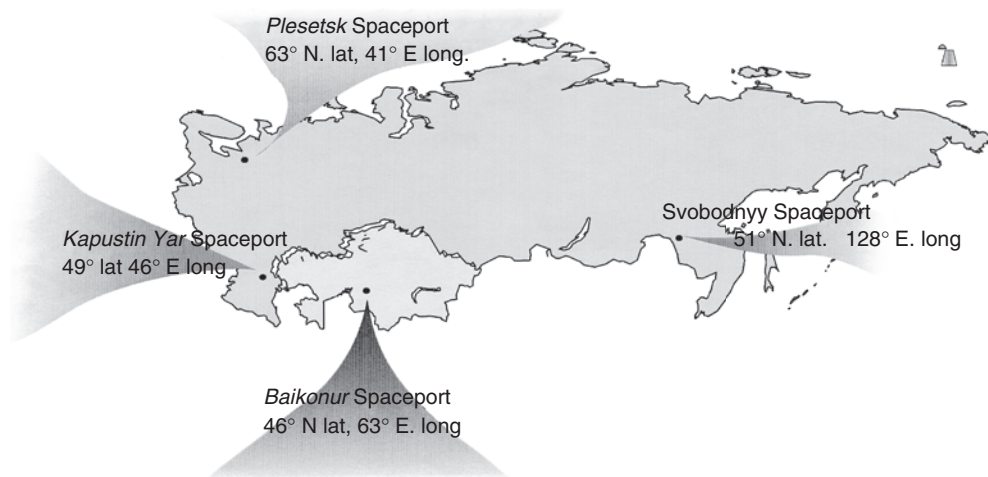 Plesetsk Spaceport
63° N. lat, 41° E long.
Kapustin Yar Spaceport
49° lat 46° E long
Svobodnyy Spaceport
51° N. lat. 128° E. long
Baikonur Spaceport
46° N lat, 63° E. long